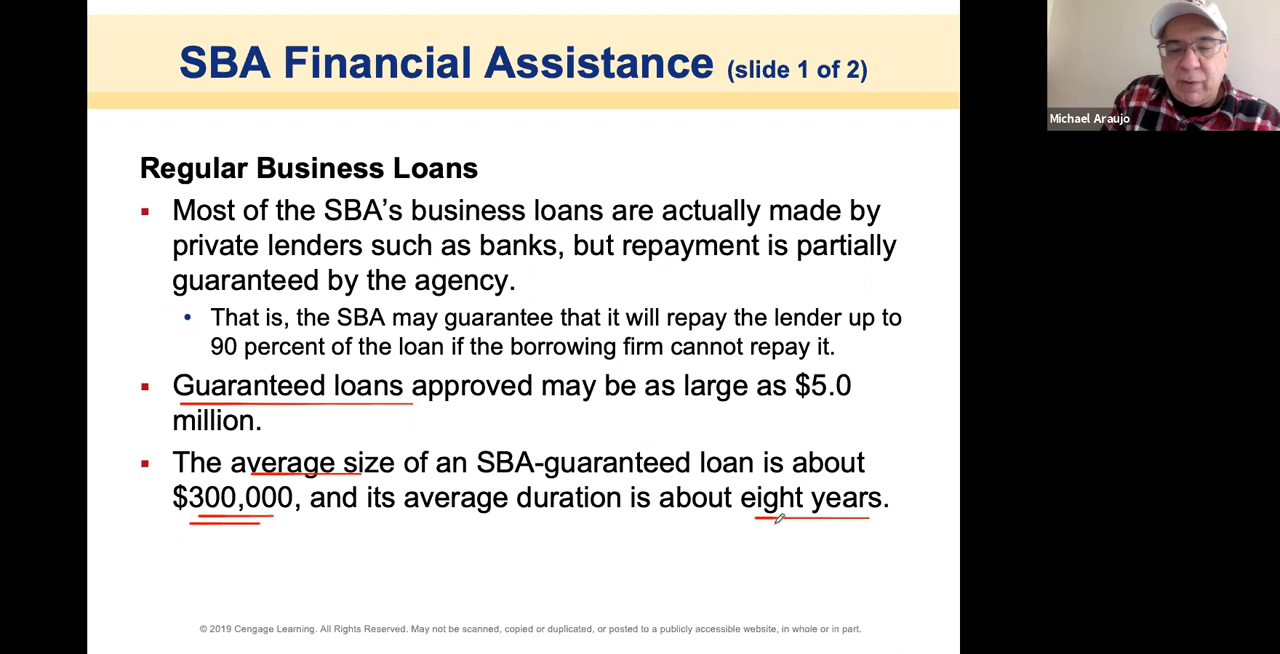 SBA Financial Assistance (slide 1 of 2)
Michael Araujo
Regular Business Loans
▪ Most of the SBA’s business loans are actually made by
private lenders such as banks, but repayment is partially
guaranteed by the agency.
• That is, the SBA may guarantee that it will repay the lender up to
90 percent of the loan if the borrowing firm cannot repay it.
▪ Guaranteed loans approved may be as large as $5.0
million.
▪ The average size of an SBA-guaranteed loan is about
$300,000, and its average duration is about eight years.
© 2019 Cengage Learning. All Rights Reserved. May not be scanned, copied or duplicated, or posted to a publicly accessible website, in whole or in part.